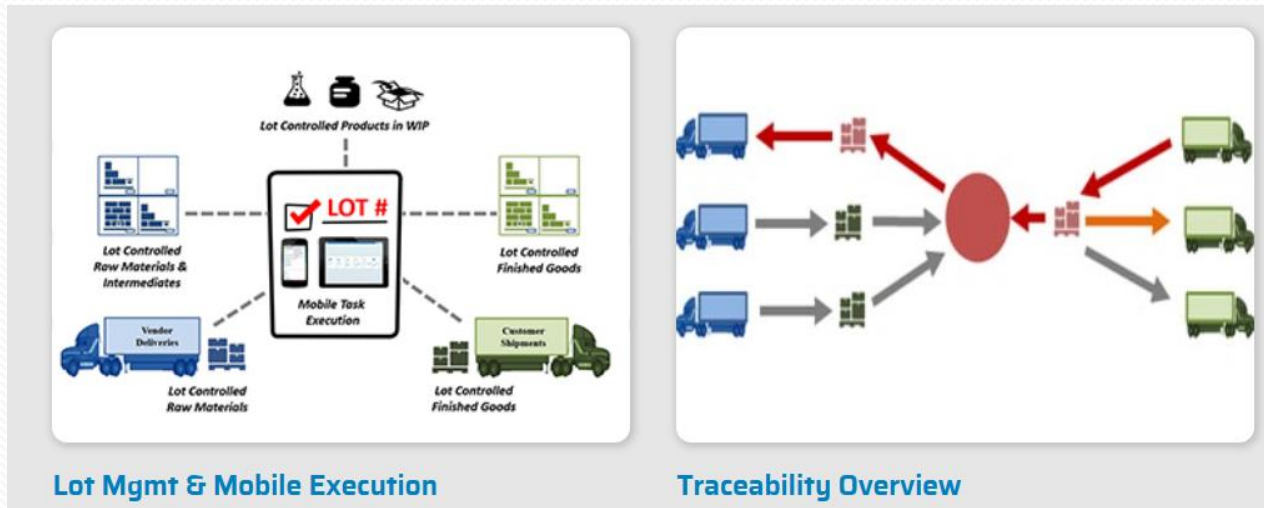 Lot Controlled Products in WIP
LOT #
Lot Controlled
Raw Materials &
Intermediates
Lot Controlled
Finished Goods
Mobile Task
Execution
Vendor
Deliveries
Customer
Shipments
Lot Controlled
Raw Materials
Lot Controlled
Finished Goods
Lot Mgmt & Mobile Execution
Traceability Overview